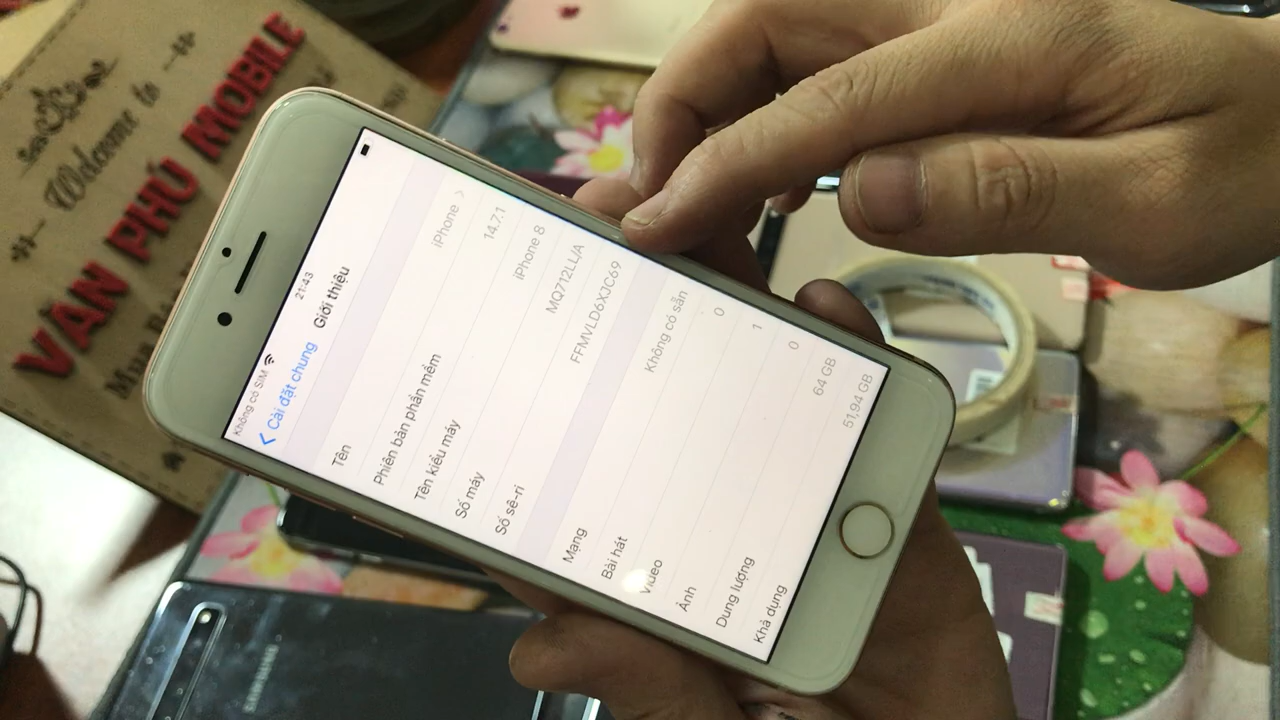 Welcome to
VĂN PHÚ MOBILE
Không có SIM
21:43
Cài đặt chung
Giới thiệu
Tên iPhone
Phiên bản phần mềm 14.7.1
Tên kiểu máy iPhone 8
Số máy MQ712LL/A
Số sê-ri FFMVLD6XJC69
Mạng Không có sẵn
Bài hát 0
Video 1
Ảnh 0
Dung lượng 64 GB
Khả dụng 51,94 GB
SAMSUNG